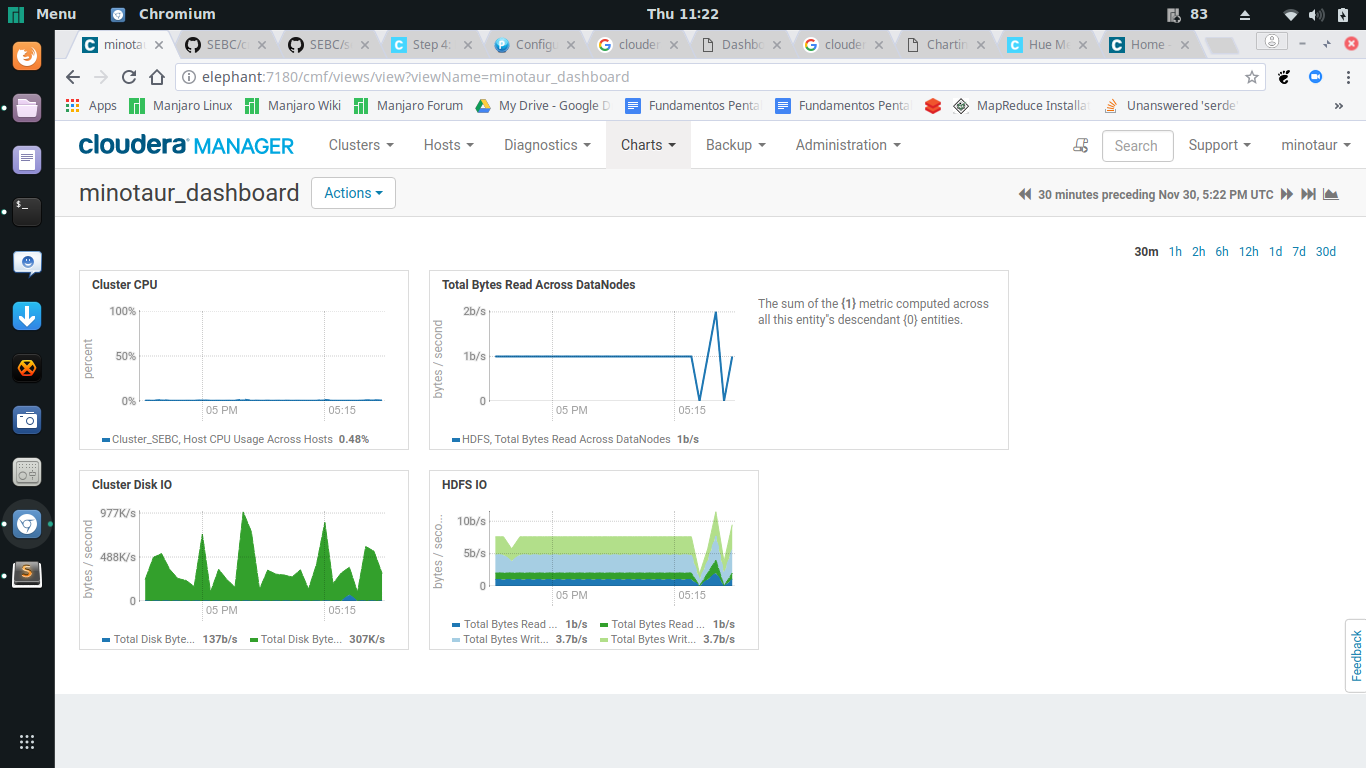 Menu Chromium Thu 11:22 83
minotau SEBC/c SEBC/s Step 4: Configu clouder Dashbo clouder Chartin Hue Me Home -
elephant:7180/cmf/views/view?viewName=minotaur_dashboard
Apps Manjaro Linux Manjaro Wiki Manjaro Forum My Drive - Google D Fundamentos Penta Fundamentos Penta MapReduce Installa Unanswered 'serde' »
cloudera MANAGER Clusters Hosts Diagnostics Charts Backup Administration Search Support minotaur
minotaur_dashboard Actions 30 minutes preceding Nov 30, 5:22 PM UTC
30m 1h 2h 6h 12h 1d 7d 30d
Cluster CPU
100%
50%
0%
percent
05 PM 05:15
Cluster_SEBC, Host CPU Usage Across Hosts 0.48%
Total Bytes Read Across DataNodes
2b/s
1b/s
0
bytes / second
05 PM 05:15
HDFS, Total Bytes Read Across DataNodes 1b/s
The sum of the {1} metric computed across
all this entity"s descendant {0} entities.
Cluster Disk IO
977K/s
488K/s
0
bytes / second
05 PM 05:15
Total Disk Byte... 137b/s Total Disk Byte... 307K/s
HDFS IO
10b/s
5b/s
0
bytes / seco...
05 PM 05:15
Total Bytes Read ... 1b/s Total Bytes Read ... 1b/s
Total Bytes Writ... 3.7b/s Total Bytes Writ... 3.7b/s
Feedback